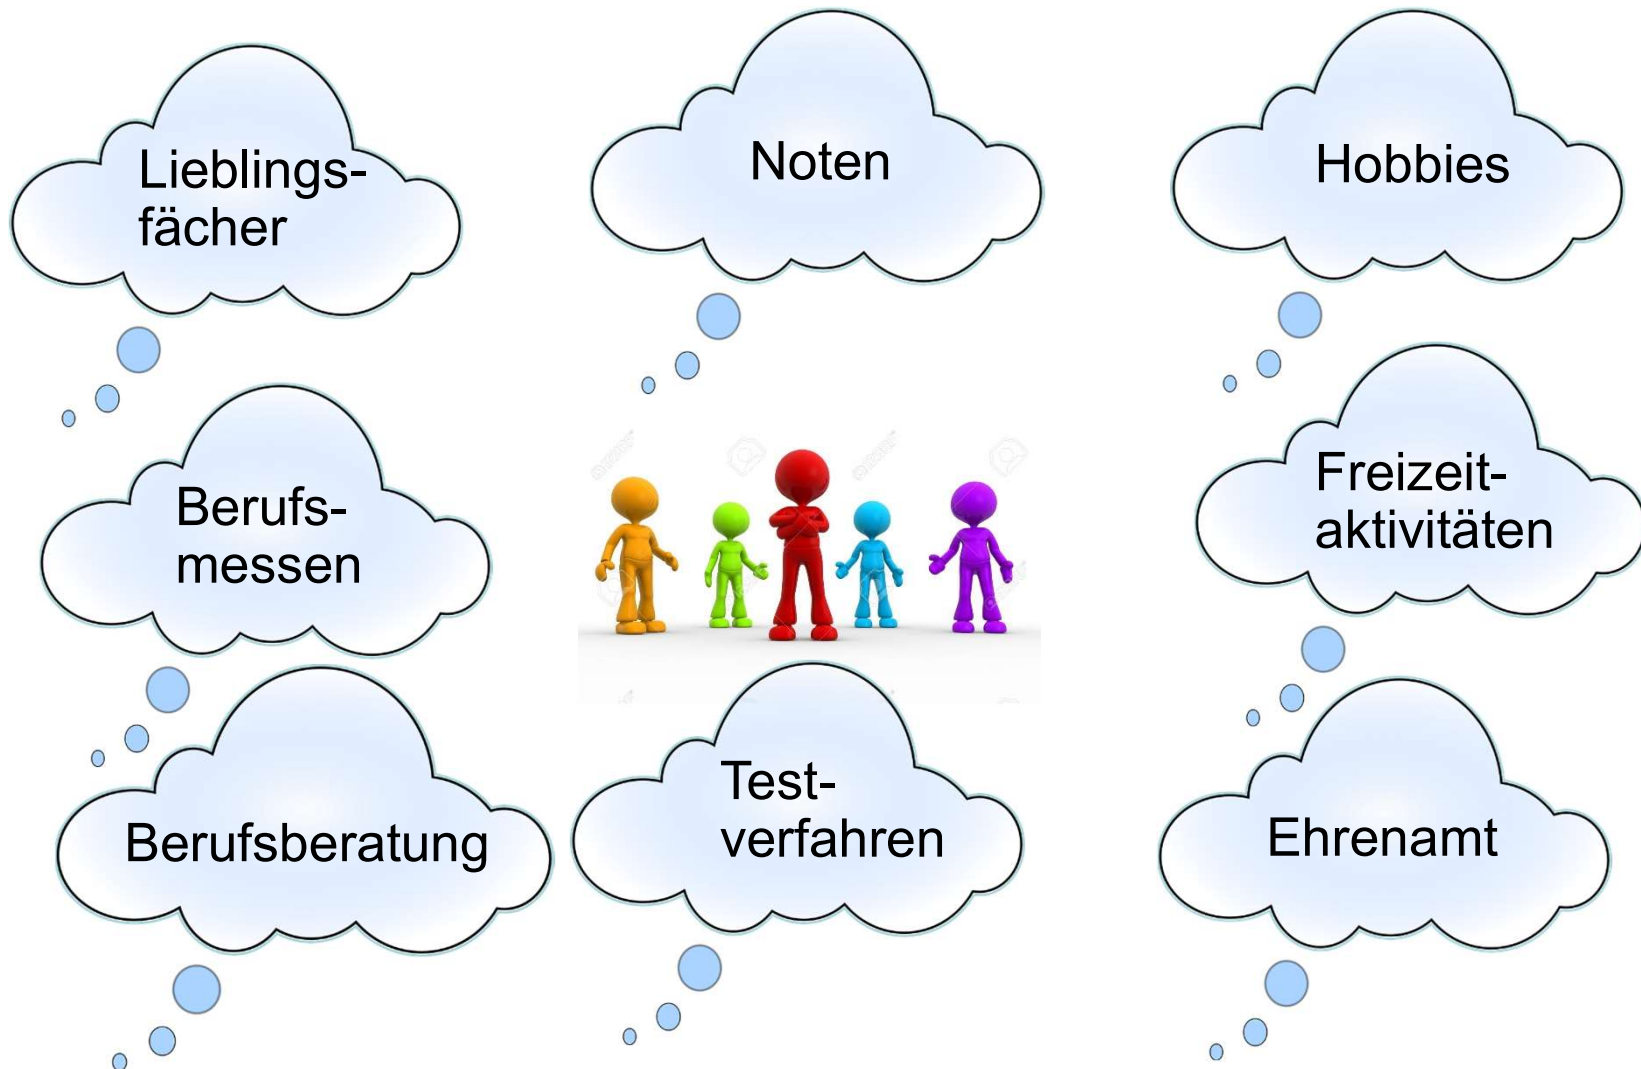 Lieblings-
fächer
Noten
Hobbies
Berufs-
messen
Freizeit-
aktivitäten
Berufsberatung
Test-
verfahren
Ehrenamt